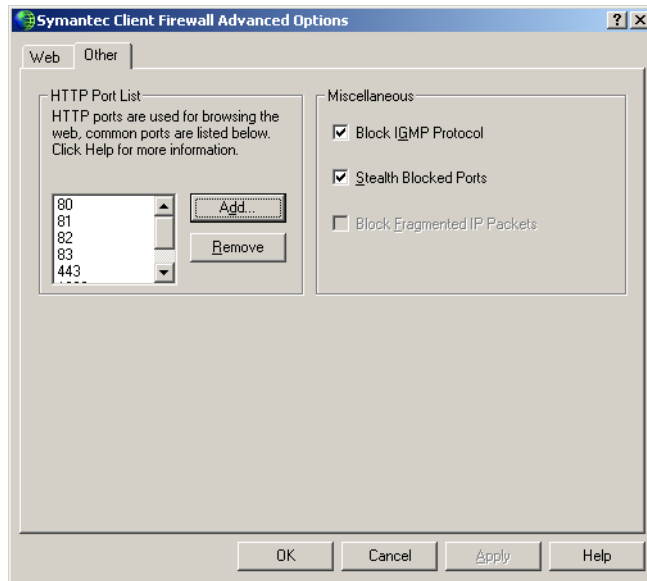 Symantec Client Firewall Advanced Options
Web
Other
HTTP Port List
HTTP ports are used for browsing the
web, common ports are listed below.
Click Help for more information.
80
81
82
83
443
Add...
Remove
Miscellaneous
Block IGMP Protocol
Stealth Blocked Ports
Block Fragmented IP Packets
OK
Cancel
Apply
Help